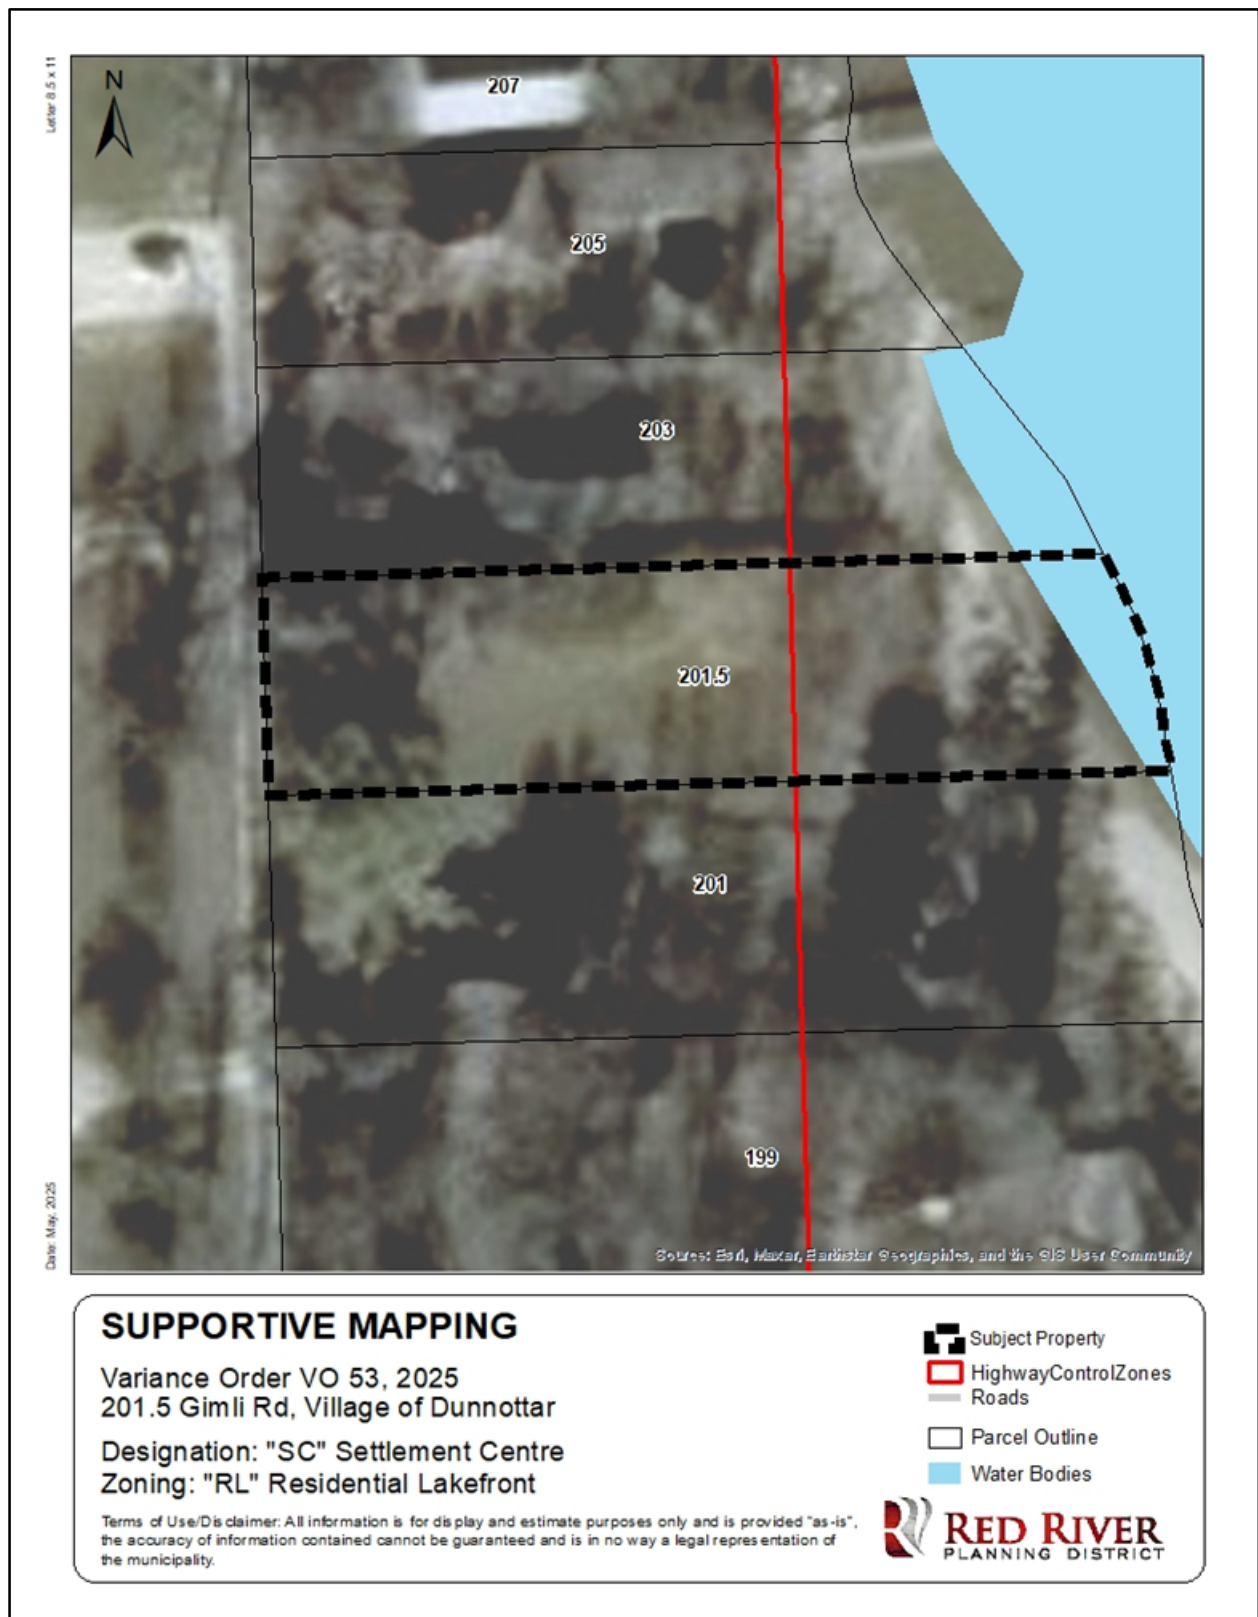 Letter 8.5 x 11
N
207
205
203
201.5
201
199
Date: May, 2025
Source: Esri, Maxar, Earthstar Geographics, and the GIS User Community
SUPPORTIVE MAPPING
Variance Order VO 53, 2025
201.5 Gimli Rd, Village of Dunnottar
Designation: "SC" Settlement Centre
Zoning: "RL" Residential Lakefront
Terms of Use/Disclaimer: All information is for display and estimate purposes only and is provided "as-is",
the accuracy of information contained cannot be guaranteed and is in no way a legal representation of
the municipality.
Subject Property
HighwayControlZones
Roads
Parcel Outline
Water Bodies
RED RIVER
PLANNING DISTRICT